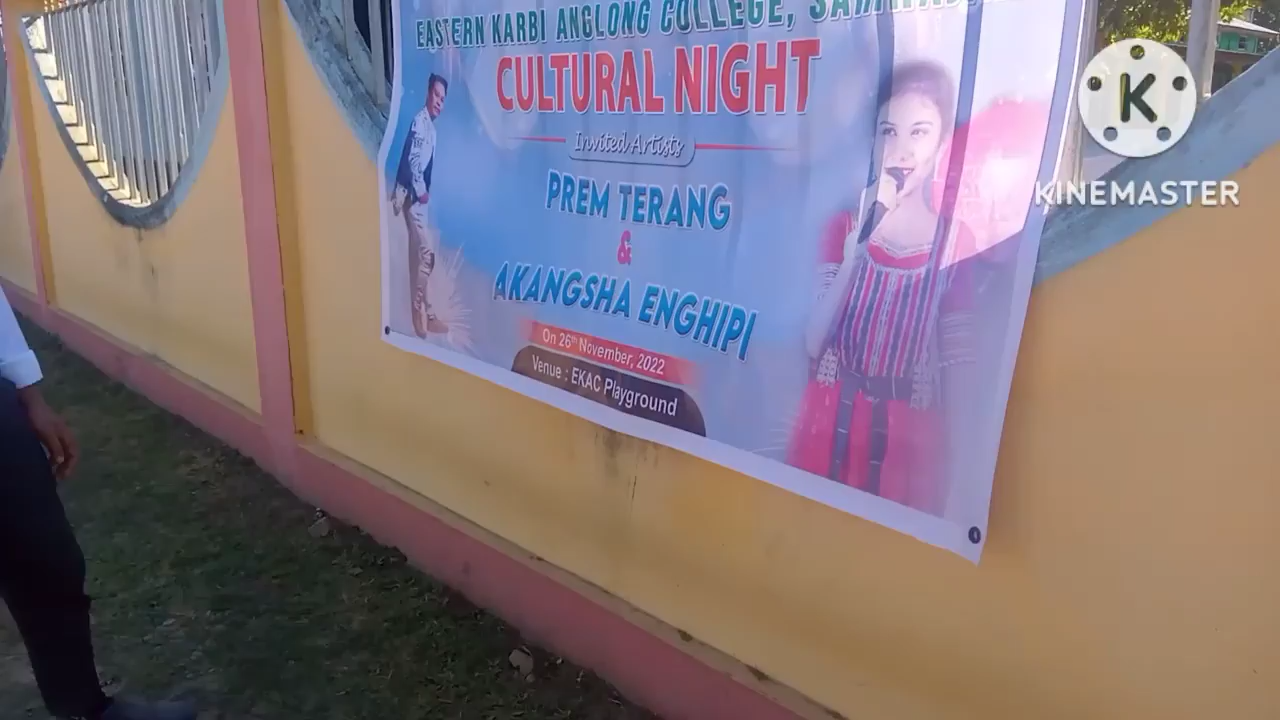 EASTERN KARBI ANGLONG COLLEGE,
CULTURAL NIGHT
Invited Artists
PREM TERANG
&
AKANGSHA ENGHIPI
On 26th November, 2022
Venue : EKAC Playground
K
KINEMASTER